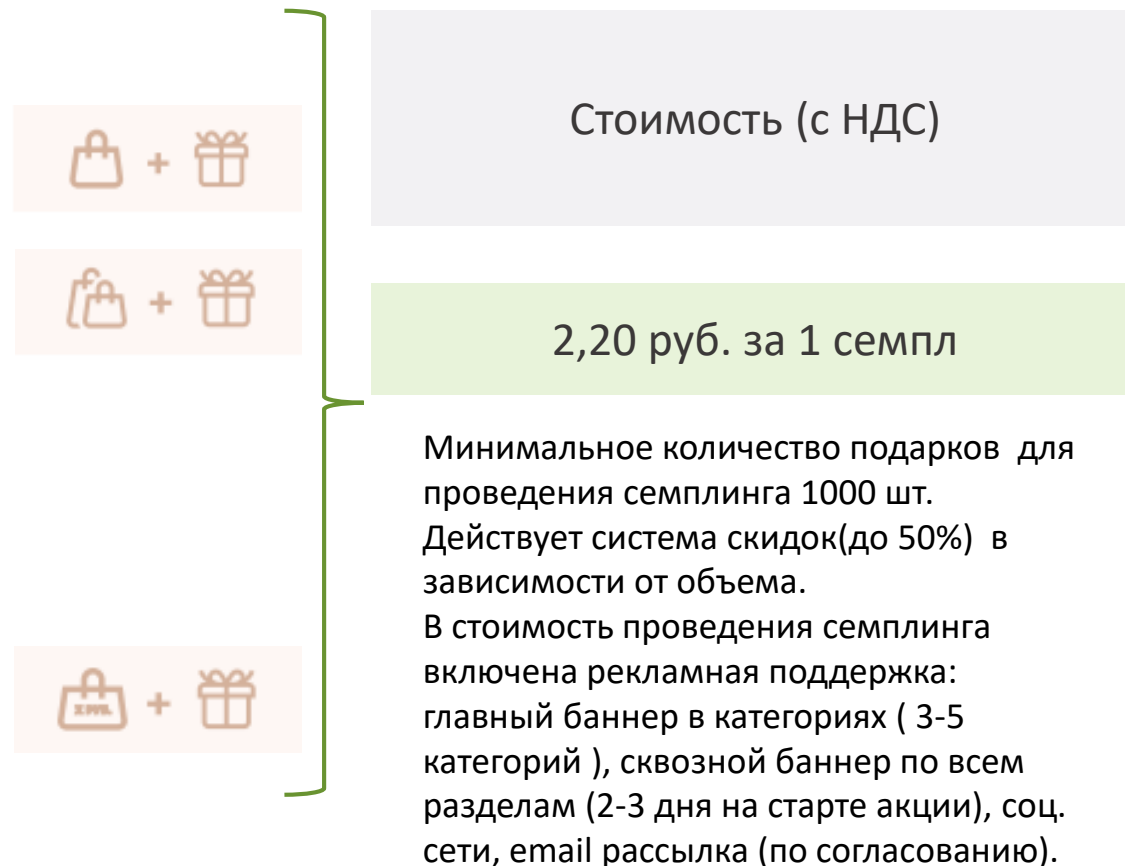 Стоимость (с НДС)
2,20 руб. за 1 семпл
Минимальное количество подарков для
проведения семплинга 1000 шт.
Действует система скидок(до 50%) в
зависимости от объема.
В стоимость проведения семплинга
включена рекламная поддержка:
главный баннер в категориях ( 3-5
категорий ), сквозной баннер по всем
разделам (2-3 дня на старте акции), соц.
сети, email рассылка (по согласованию).